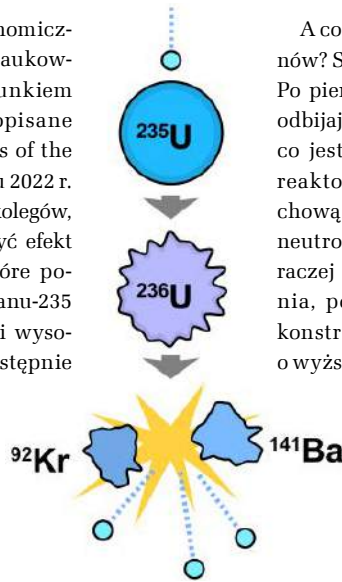 nomicz-
aukow-
unkiem
opisane
s of the
u 2022 r.
kolegów,
yć efekt
óre po-
anu-235
i wyso-
stępnie
²³⁵U
²³⁶U
⁹²Kr
¹⁴¹Ba
A co
nów? S
Po pier
odbijaj
co jest
reakto
chową
neutro
raczej
nia, po
konstr
o wyżs